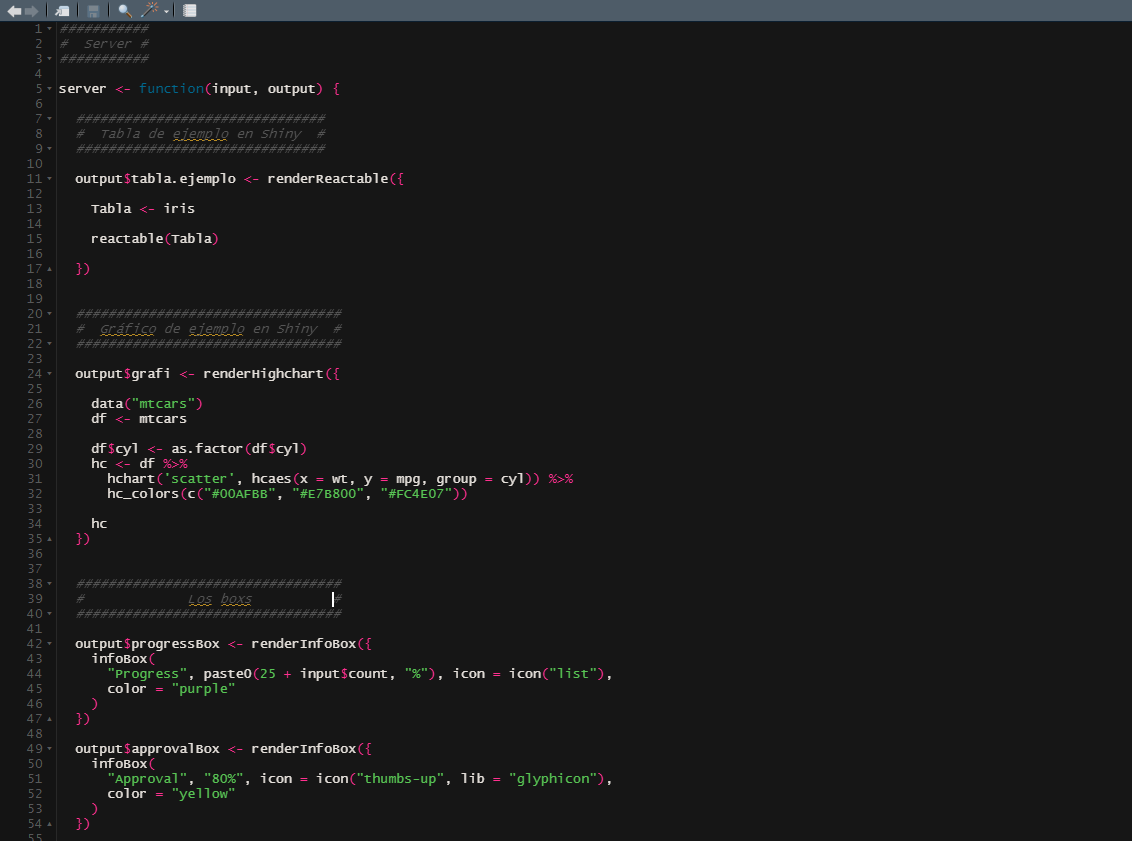 1 ###########
2 #  Server #
3 ###########
4
5 server <- function(input, output) {
6
7   ###############################
8   #  Tabla de ejemplo en Shiny  #
9   ###############################
10
11   output$tabla.ejemplo <- renderReactable({
12
13     Tabla <- iris
14
15     reactable(Tabla)
16
17   })
18
19
20   #################################
21   #  Gráfico de ejemplo en Shiny  #
22   #################################
23
24   output$grafi <- renderHighchart({
25
26     data("mtcars")
27     df <- mtcars
28
29     df$cyl <- as.factor(df$cyl)
30     hc <- df %>%
31       hchart('scatter', hcaes(x = wt, y = mpg, group = cyl)) %>%
32       hc_colors(c("#00AFBB", "#E7B800", "#FC4E07"))
33
34     hc
35   })
36
37
38   #################################
39   #             Los boxs          #
40   #################################
41
42   output$progressBox <- renderInfoBox({
43     infoBox(
44       "Progress", paste0(25 + input$count, "%"), icon = icon("list"),
45       color = "purple"
46     )
47   })
48
49   output$approvalBox <- renderInfoBox({
50     infoBox(
51       "Approval", "80%", icon = icon("thumbs-up", lib = "glyphicon"),
52       color = "yellow"
53     )
54   })
55